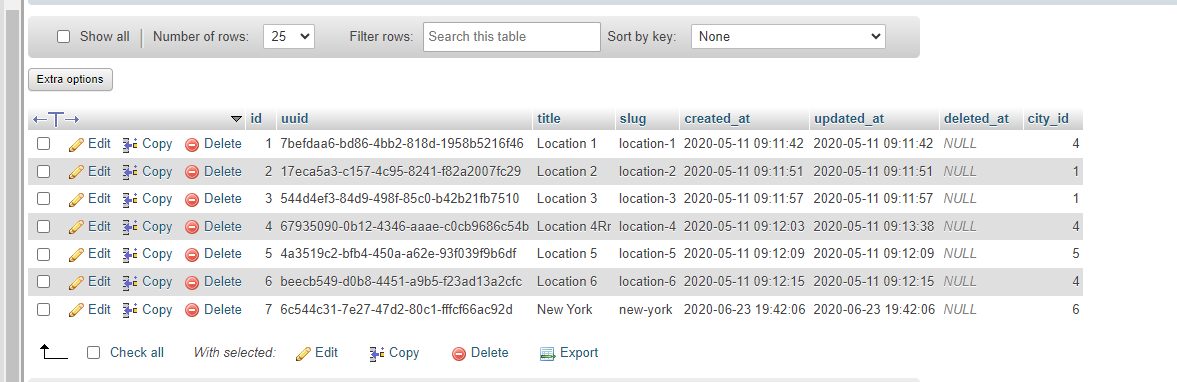 Show all Number of rows: 25 Filter rows: Search this table Sort by key: None
Extra options
id uuid title slug created_at updated_at deleted_at city_id
Edit Copy Delete 1 7befdaa6-bd86-4bb2-818d-1958b5216f46 Location 1 location-1 2020-05-11 09:11:42 2020-05-11 09:11:42 NULL 4
Edit Copy Delete 2 17eca5a3-c157-4c95-8241-f82a2007fc29 Location 2 location-2 2020-05-11 09:11:51 2020-05-11 09:11:51 NULL 1
Edit Copy Delete 3 544d4ef3-84d9-498f-85c0-b42b21fb7510 Location 3 location-3 2020-05-11 09:11:57 2020-05-11 09:11:57 NULL 1
Edit Copy Delete 4 67935090-0b12-4346-aaae-c0cb9686c54b Location 4Rr location-4 2020-05-11 09:12:03 2020-05-11 09:13:38 NULL 4
Edit Copy Delete 5 4a3519c2-bfb4-450a-a62e-93f039f9b6df Location 5 location-5 2020-05-11 09:12:09 2020-05-11 09:12:09 NULL 5
Edit Copy Delete 6 beecb549-d0b8-4451-a9b5-f23ad13a2cfc Location 6 location-6 2020-05-11 09:12:15 2020-05-11 09:12:15 NULL 4
Edit Copy Delete 7 6c544c31-7e27-47d2-80c1-fffcf66ac92d New York new-york 2020-06-23 19:42:06 2020-06-23 19:42:06 NULL 6
Check all With selected: Edit Copy Delete Export